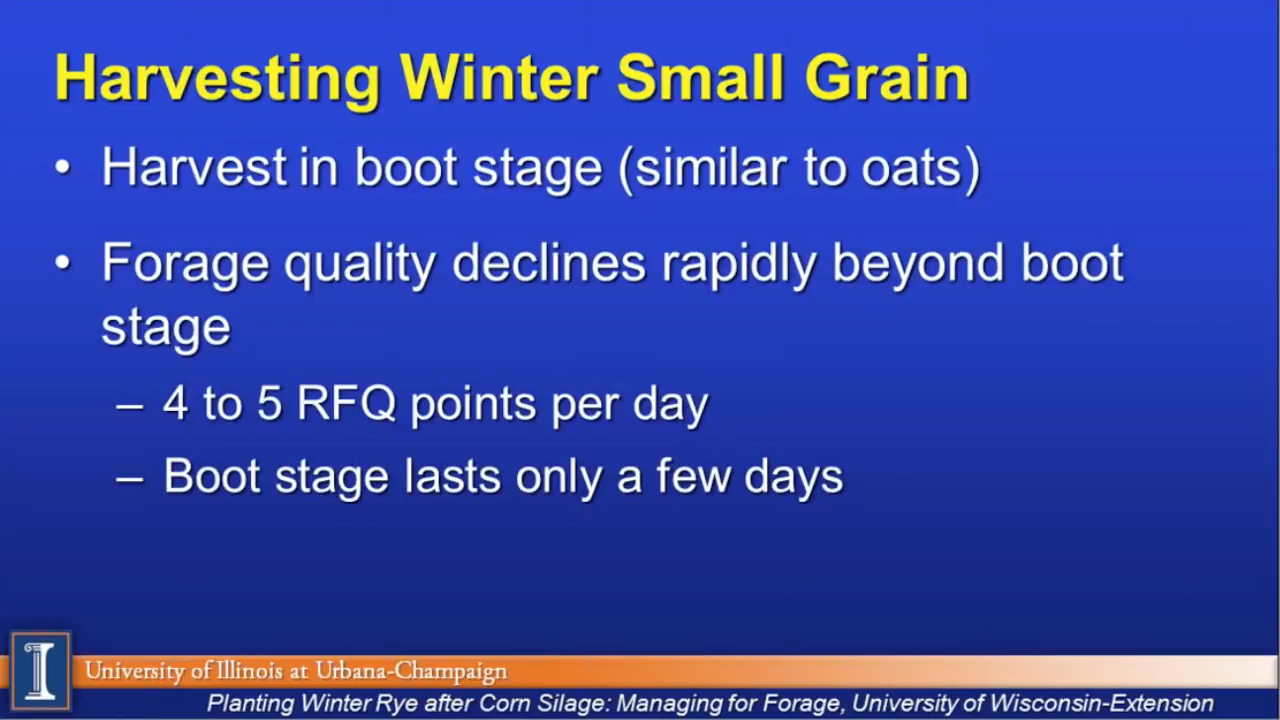 Harvesting Winter Small Grain
• Harvest in boot stage (similar to oats)
• Forage quality declines rapidly beyond boot
stage
– 4 to 5 RFQ points per day
– Boot stage lasts only a few days
I
University of Illinois at Urbana-Champaign
Planting Winter Rye after Corn Silage: Managing for Forage, University of Wisconsin-Extension